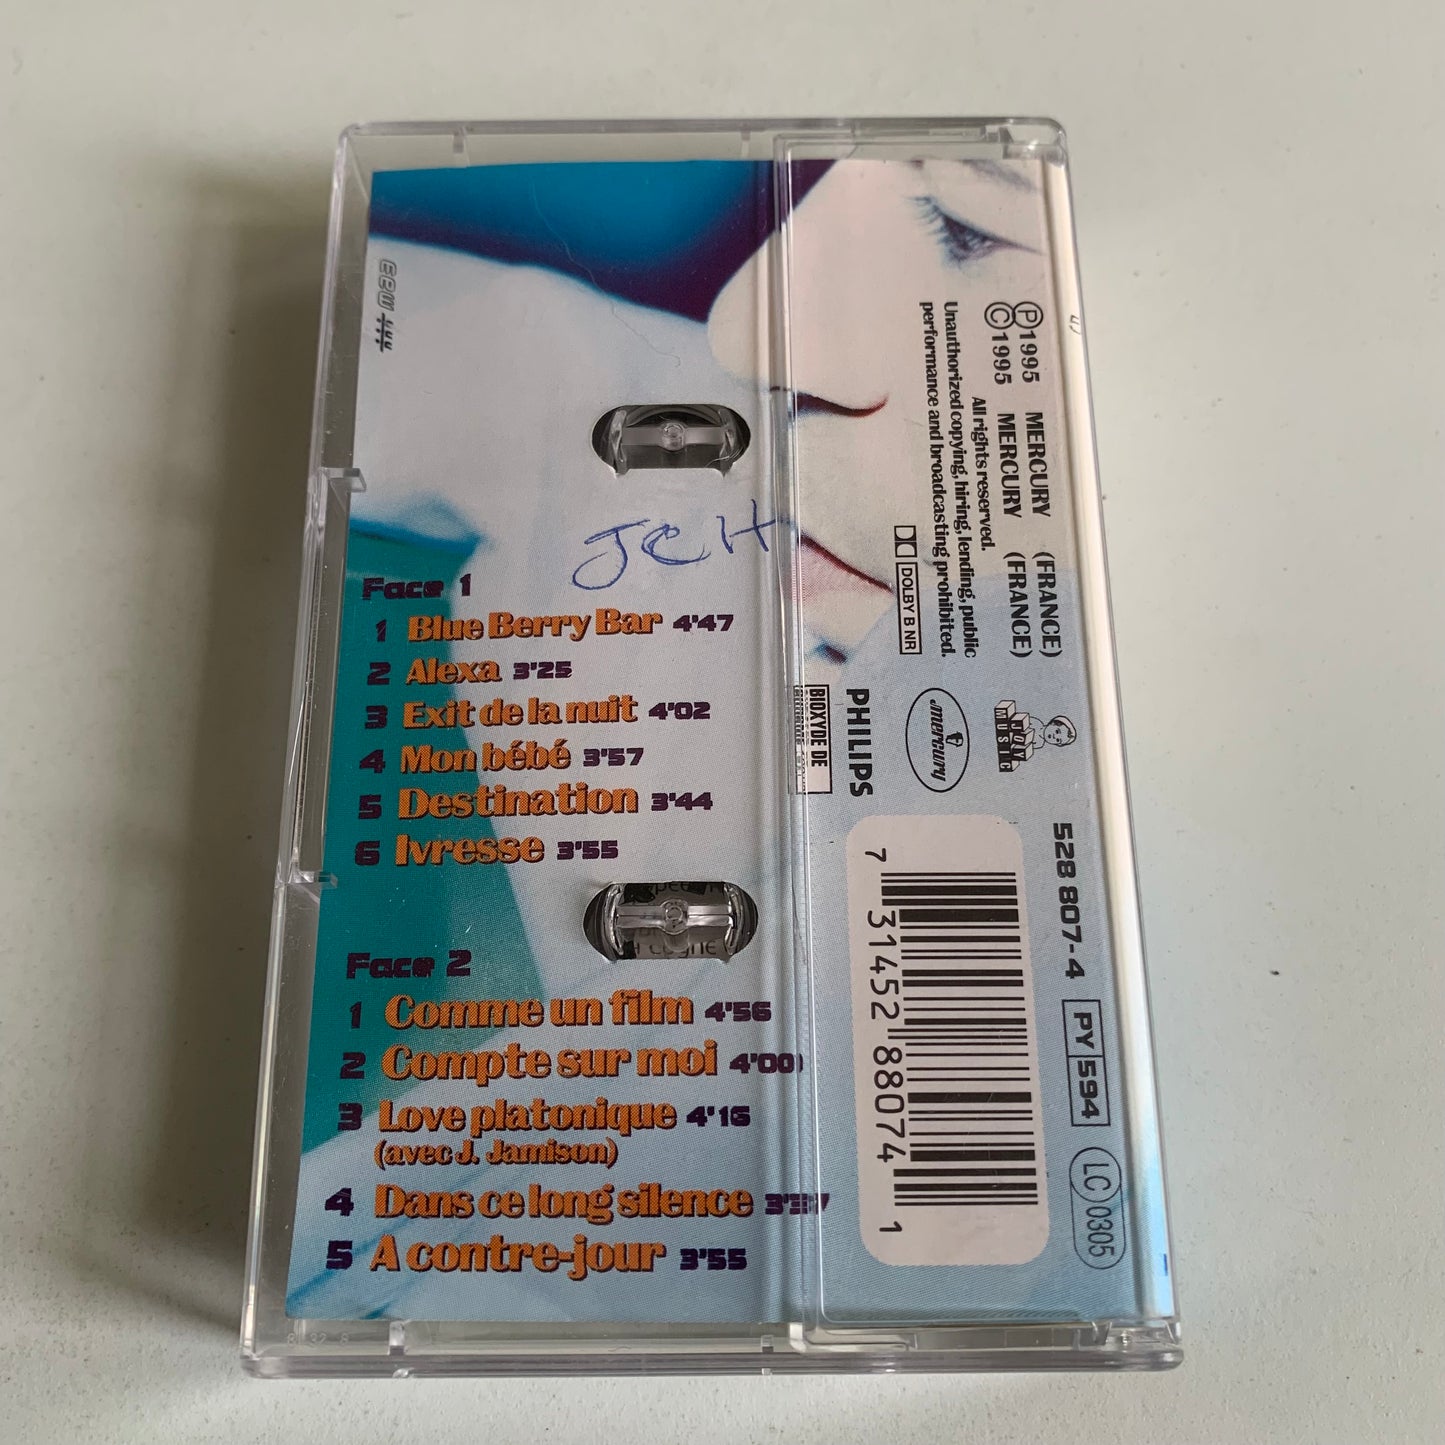 JCH
Face 1
1 Blue Berry Bar 4'47
2 Alexa 3'25
3 Exit de la nuit 4'02
4 Mon bébé 3'57
5 Destination 3'44
6 Ivresse 3'55
Face 2
1 Comme un film 4'56
2 Compte sur moi 4'00
3 Love platonique 4'16
(avec J. Jamison)
4 Dans ce long silence
5 A contre-jour 3'55
Ⓟ 1995 MERCURY (FRANCE)
© 1995 MERCURY (FRANCE)
All rights reserved.
Unauthorized copying, hiring, lending, public
performance and broadcasting prohibited.
DOLBY B NR
POLY
MUSIC
mercury
PHILIPS
BIOXYDE DE
528 807-4
PY 594
LC 0305
7 31452 88074 1